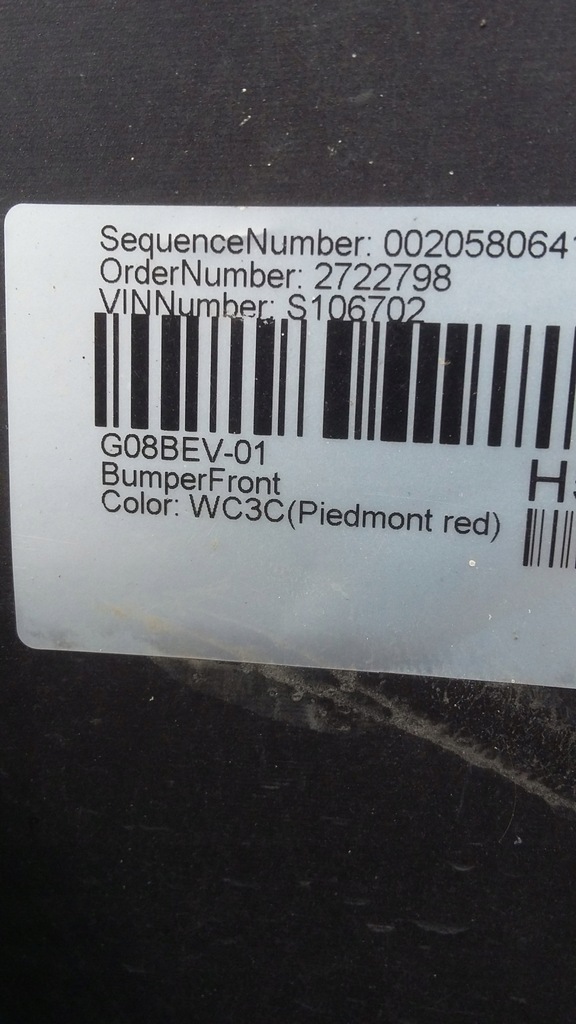 SequenceNumber: 002058064
OrderNumber: 2722798
VINNumber: S106702
G08BEV-01
BumperFront
Color: WC3C(Piedmont red)
H